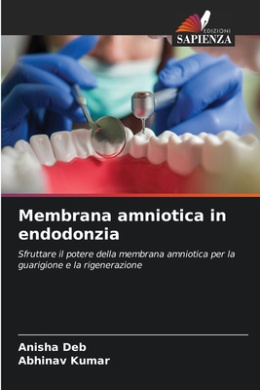 EDIZIONI
SAPIENZA
Membrana amniotica in
endodonzia
Sfruttare il potere della membrana amniotica per la
guarigione e la rigenerazione
Anisha Deb
Abhinav Kumar